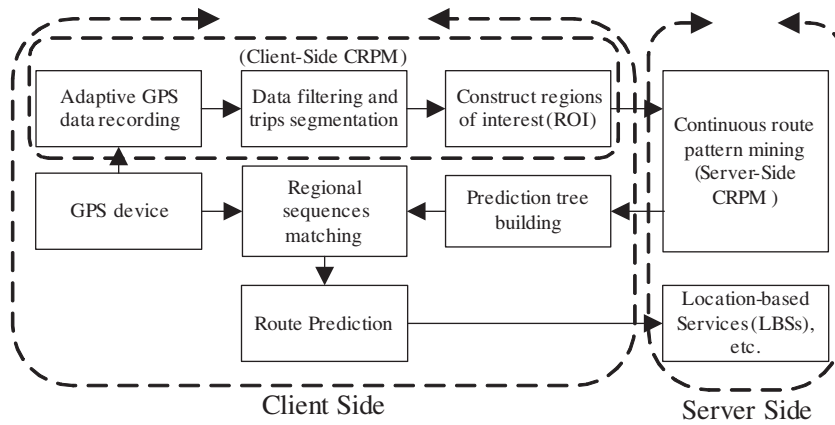 (Client-Side CRPM)
Adaptive GPS
data recording
Data filtering and
trips segmentation
Construct regions
of interest (ROI)
Continuous route
pattern mining
(Server-Side
CRPM )
GPS device
Regional
sequences
matching
Prediction tree
building
Route Prediction
Location-based
Services (LBSs),
etc.
Client Side
Server Side